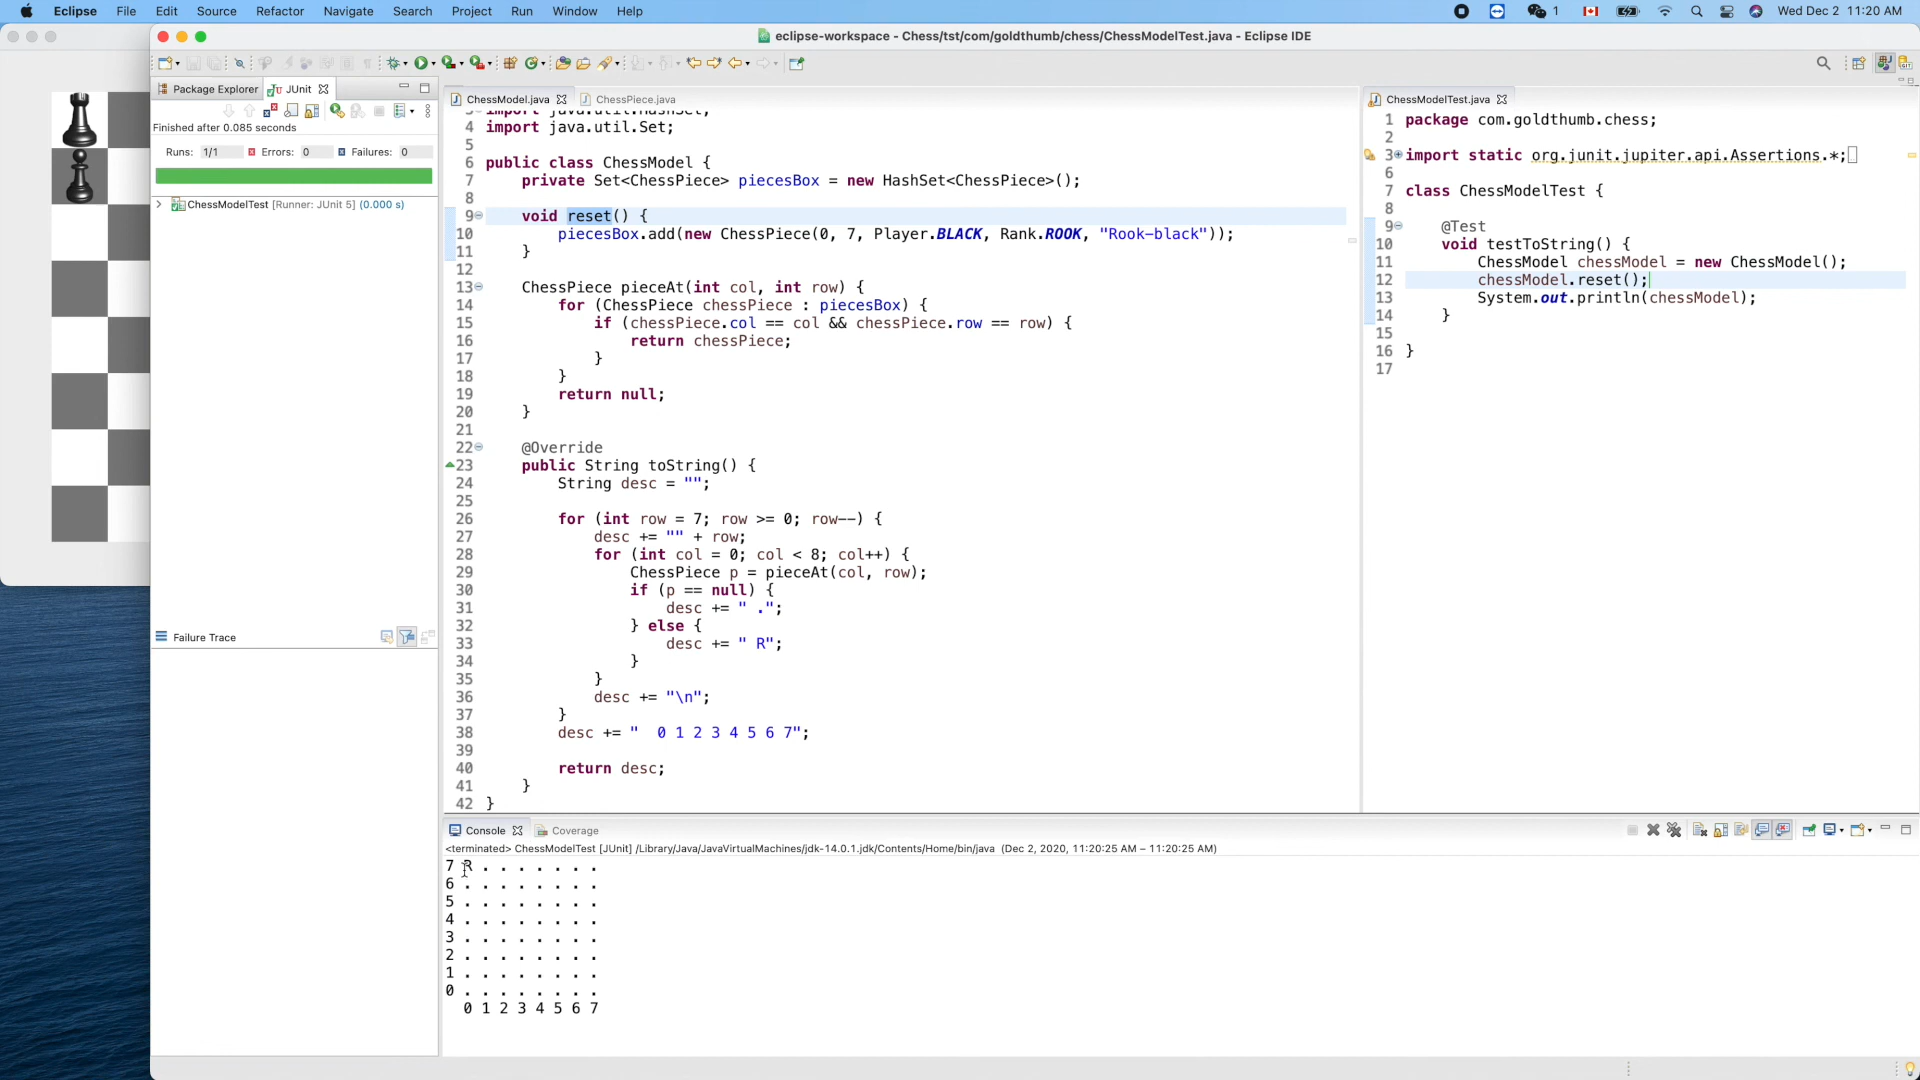 Eclipse File Edit Source Refactor Navigate Search Project Run Window Help 1 Wed Dec 2 11:20 AM
eclipse-workspace - Chess/tst/com/goldthumb/chess/ChessModelTest.java - Eclipse IDE
Package Explorer JUnit
Finished after 0.085 seconds
Runs: 1/1 Errors: 0 Failures: 0
ChessModelTest [Runner: JUnit 5] (0.000 s)
Failure Trace
ChessModel.java ChessPiece.java
3 import java.util.HashSet;
4 import java.util.Set;
5
6 public class ChessModel {
7 private Set<ChessPiece> piecesBox = new HashSet<ChessPiece>();
8
9 void reset() {
10 piecesBox.add(new ChessPiece(0, 7, Player.BLACK, Rank.ROOK, "Rook-black"));
11 }
12
13 ChessPiece pieceAt(int col, int row) {
14 for (ChessPiece chessPiece : piecesBox) {
15 if (chessPiece.col == col && chessPiece.row == row) {
16 return chessPiece;
17 }
18 }
19 return null;
20 }
21
22 @Override
23 public String toString() {
24 String desc = "";
25
26 for (int row = 7; row >= 0; row--) {
27 desc += "" + row;
28 for (int col = 0; col < 8; col++) {
29 ChessPiece p = pieceAt(col, row);
30 if (p == null) {
31 desc += " .";
32 } else {
33 desc += " R";
34 }
35 }
36 desc += "\n";
37 }
38 desc += "  0 1 2 3 4 5 6 7";
39
40 return desc;
41 }
42 }
ChessModelTest.java
1 package com.goldthumb.chess;
2
3 import static org.junit.jupiter.api.Assertions.*;
6
7 class ChessModelTest {
8
9 @Test
10 void testToString() {
11 ChessModel chessModel = new ChessModel();
12 chessModel.reset();
13 System.out.println(chessModel);
14 }
15
16 }
17
Console Coverage
<terminated> ChessModelTest [JUnit] /Library/Java/JavaVirtualMachines/jdk-14.0.1.jdk/Contents/Home/bin/java (Dec 2, 2020, 11:20:25 AM – 11:20:25 AM)
7 R . . . . . . .
6 . . . . . . . .
5 . . . . . . . .
4 . . . . . . . .
3 . . . . . . . .
2 . . . . . . . .
1 . . . . . . . .
0 . . . . . . . .
0 1 2 3 4 5 6 7